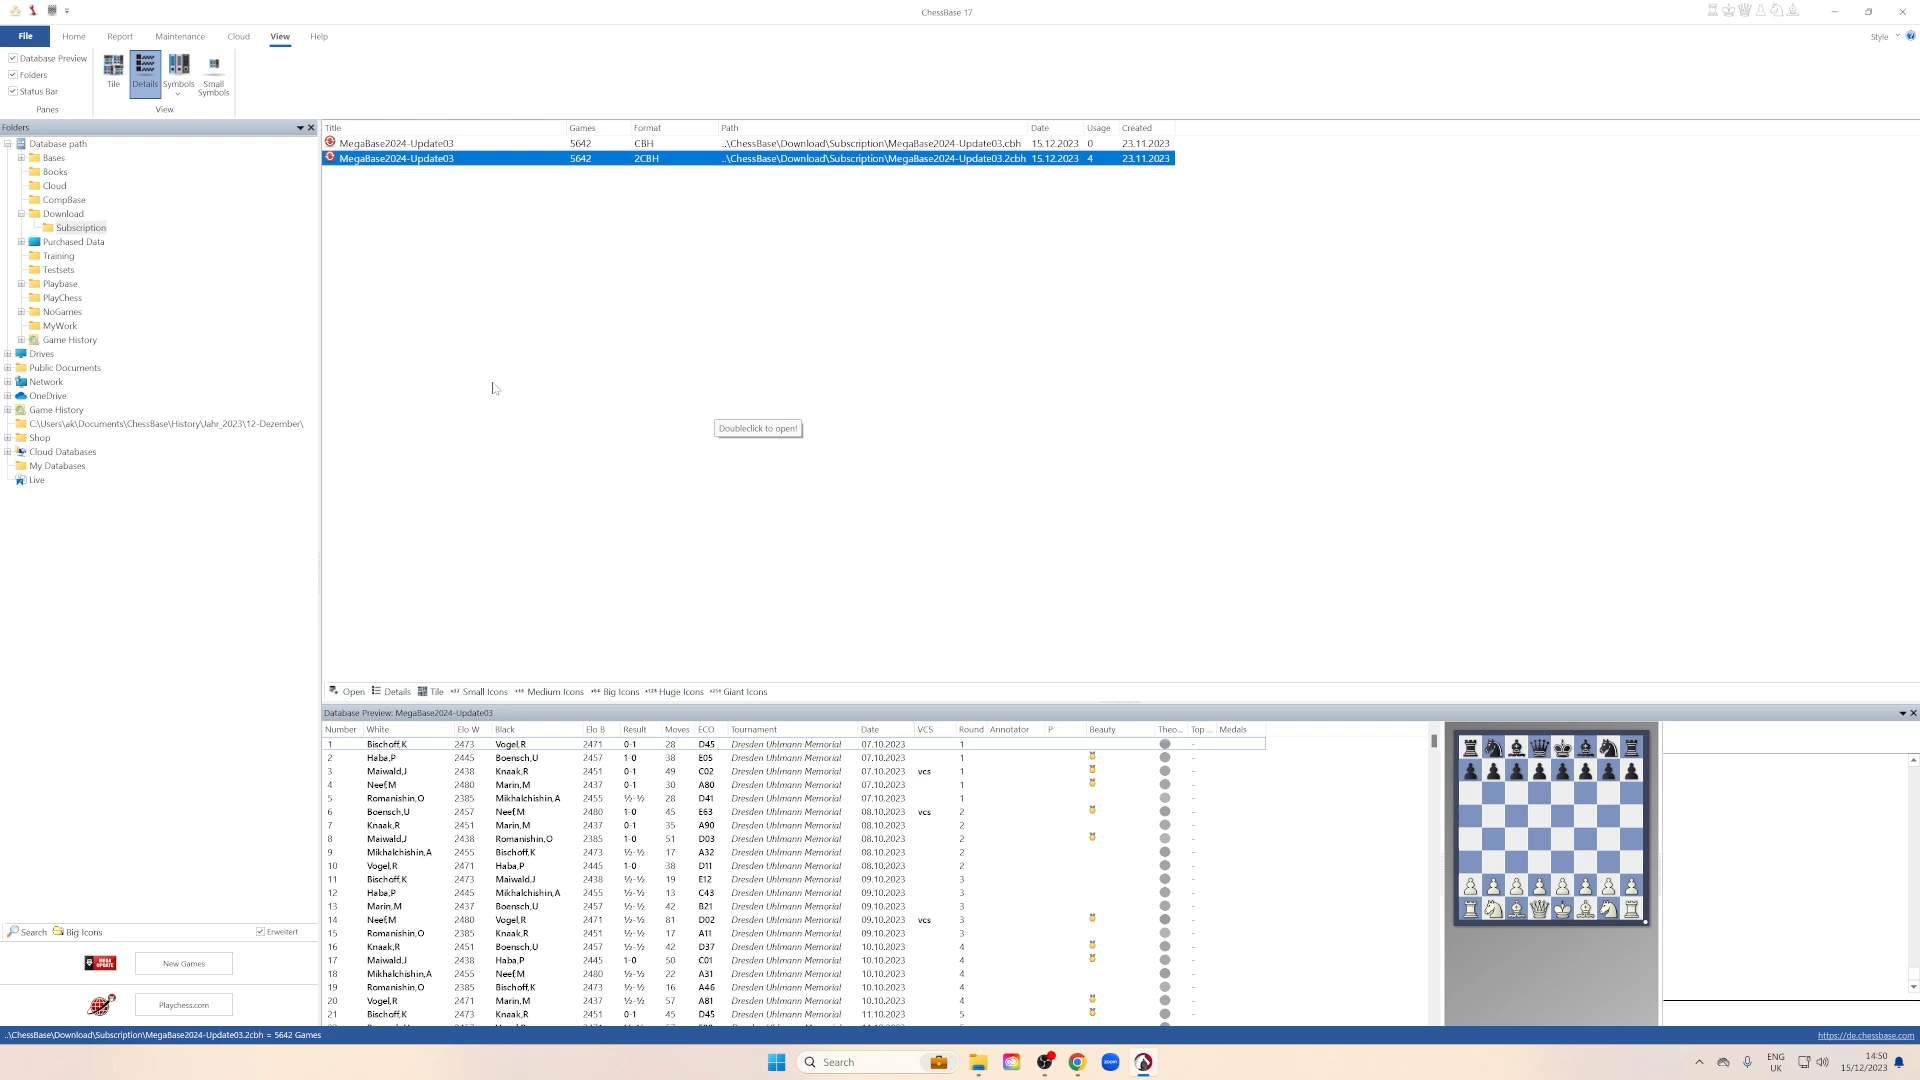 ChessBase 17
File Home Report Maintenance Cloud View Help Style
Database Preview
Folders
Status Bar
Panes
Tile Details Symbols Small Symbols
View
Folders
Database path
Bases
Books
Cloud
CompBase
Download
Subscription
Purchased Data
Training
Testsets
Playbase
PlayChess
NoGames
MyWork
Game History
Drives
Public Documents
Network
OneDrive
Game History
C:\Users\ak\Documents\ChessBase\History\Jahr_2023\12-Dezember\
Shop
Cloud Databases
My Databases
Live
Search Big Icons Erweitert
MEGA UPDATE New Games
Playchess.com
Title Games Format Path Date Usage Created
MegaBase2024-Update03 5642 CBH ..\ChessBase\Download\Subscription\MegaBase2024-Update03.cbh 15.12.2023 0 23.11.2023
MegaBase2024-Update03 5642 2CBH ..\ChessBase\Download\Subscription\MegaBase2024-Update03.2cbh 15.12.2023 4 23.11.2023
Doubleclick to open!
Open Details Tile Small Icons Medium Icons Big Icons Huge Icons Giant Icons
Database Preview: MegaBase2024-Update03
Number White Elo W Black Elo B Result Moves ECO Tournament Date VCS Round Annotator P Beauty Theo... Top ... Medals
1 Bischoff,K 2473 Vogel,R 2471 0-1 28 D45 Dresden Uhlmann Memorial 07.10.2023 1 -
2 Haba,P 2445 Boensch,U 2457 1-0 38 E05 Dresden Uhlmann Memorial 07.10.2023 1 -
3 Maiwald,J 2438 Knaak,R 2451 0-1 49 C02 Dresden Uhlmann Memorial 07.10.2023 vcs 1 -
4 Neef,M 2480 Marin,M 2437 0-1 30 A80 Dresden Uhlmann Memorial 07.10.2023 1 -
5 Romanishin,O 2385 Mikhalchishin,A 2455 ½-½ 28 D41 Dresden Uhlmann Memorial 07.10.2023 1 -
6 Boensch,U 2457 Neef,M 2480 1-0 45 E63 Dresden Uhlmann Memorial 08.10.2023 vcs 2 -
7 Knaak,R 2451 Marin,M 2437 0-1 35 A90 Dresden Uhlmann Memorial 08.10.2023 2 -
8 Maiwald,J 2438 Romanishin,O 2385 1-0 51 D03 Dresden Uhlmann Memorial 08.10.2023 2 -
9 Mikhalchishin,A 2455 Bischoff,K 2473 ½-½ 17 A32 Dresden Uhlmann Memorial 08.10.2023 2 -
10 Vogel,R 2471 Haba,P 2445 1-0 38 D11 Dresden Uhlmann Memorial 08.10.2023 2 -
11 Bischoff,K 2473 Maiwald,J 2438 ½-½ 19 E12 Dresden Uhlmann Memorial 09.10.2023 3 -
12 Haba,P 2445 Mikhalchishin,A 2455 ½-½ 13 C43 Dresden Uhlmann Memorial 09.10.2023 3 -
13 Marin,M 2437 Boensch,U 2457 ½-½ 42 B21 Dresden Uhlmann Memorial 09.10.2023 3 -
14 Neef,M 2480 Vogel,R 2471 ½-½ 81 D02 Dresden Uhlmann Memorial 09.10.2023 vcs 3 -
15 Romanishin,O 2385 Knaak,R 2451 ½-½ 17 A11 Dresden Uhlmann Memorial 09.10.2023 3 -
16 Knaak,R 2451 Boensch,U 2457 ½-½ 42 D37 Dresden Uhlmann Memorial 10.10.2023 4 -
17 Maiwald,J 2438 Haba,P 2445 1-0 50 C01 Dresden Uhlmann Memorial 10.10.2023 4 -
18 Mikhalchishin,A 2455 Neef,M 2480 ½-½ 22 A31 Dresden Uhlmann Memorial 10.10.2023 4 -
19 Romanishin,O 2385 Bischoff,K 2473 ½-½ 16 A46 Dresden Uhlmann Memorial 10.10.2023 4 -
20 Vogel,R 2471 Marin,M 2437 ½-½ 57 A81 Dresden Uhlmann Memorial 10.10.2023 4 -
21 Bischoff,K 2473 Knaak,R 2451 0-1 45 D45 Dresden Uhlmann Memorial 11.10.2023 5 -
..\ChessBase\Download\Subscription\MegaBase2024-Update03.2cbh = 5642 Games https://de.chessbase.com
Search zoom ENG UK 14:50 15/12/2023